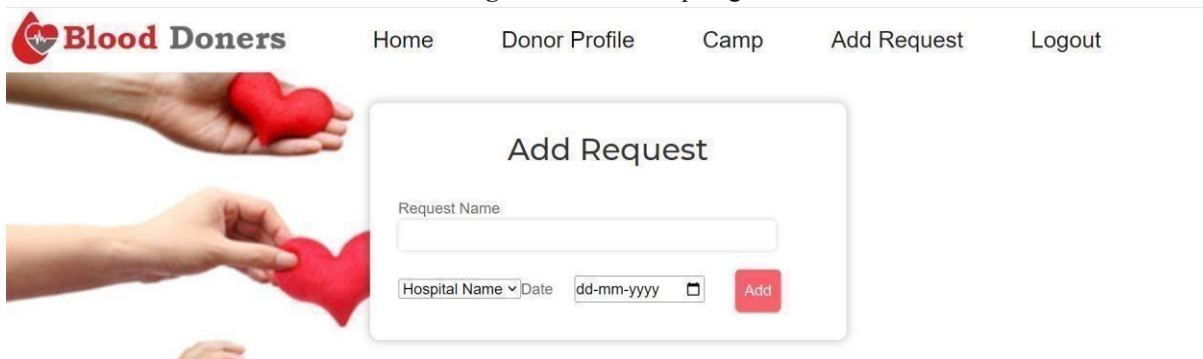 Blood Doners
Home Donor Profile Camp Add Request Logout
Add Request
Request Name
Hospital Name Date dd-mm-yyyy Add